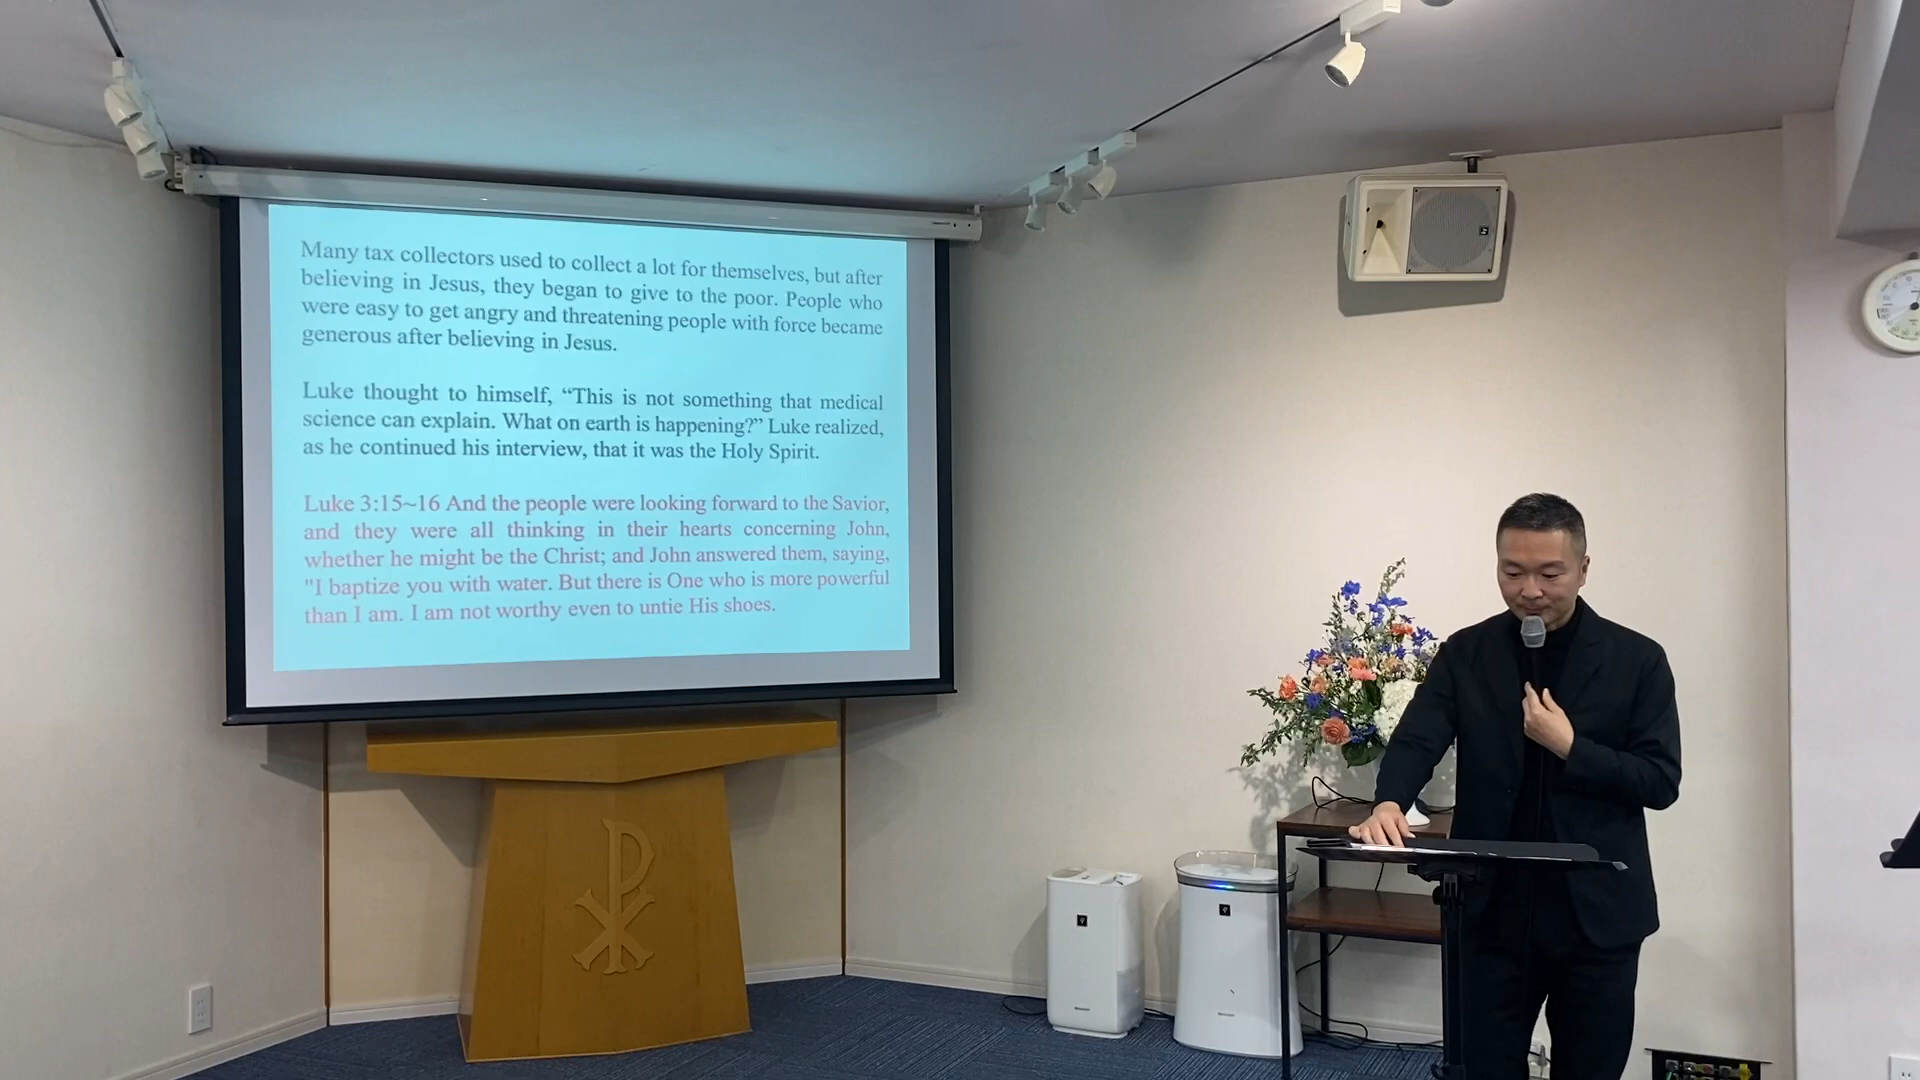 Many tax collectors used to collect a lot for themselves, but after
believing in Jesus, they began to give to the poor. People who
were easy to get angry and threatening people with force became
generous after believing in Jesus.
Luke thought to himself, “This is not something that medical
science can explain. What on earth is happening?” Luke realized,
as he continued his interview, that it was the Holy Spirit.
Luke 3:15~16 And the people were looking forward to the Savior,
and they were all thinking in their hearts concerning John,
whether he might be the Christ; and John answered them, saying,
"I baptize you with water. But there is One who is more powerful
than I am. I am not worthy even to untie His shoes.